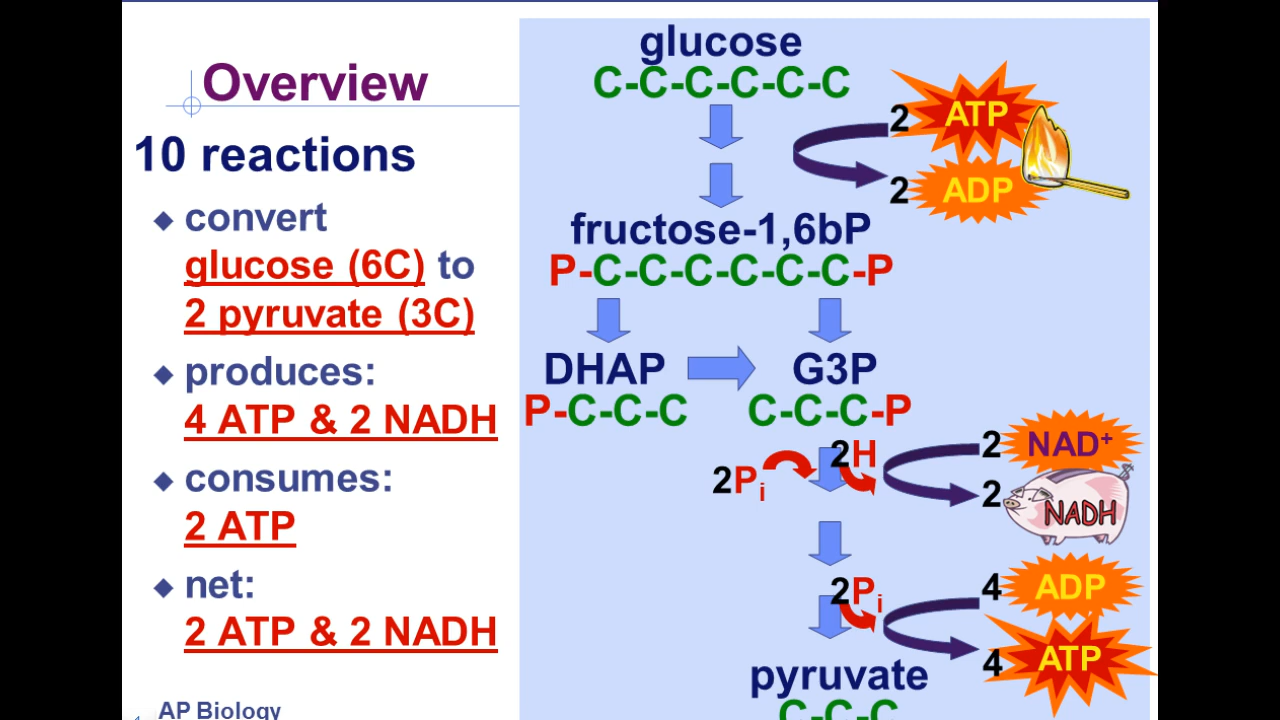 Overview
10 reactions
convert
glucose (6C) to
2 pyruvate (3C)
produces:
4 ATP & 2 NADH
consumes:
2 ATP
net:
2 ATP & 2 NADH
AP Biology
glucose
C-C-C-C-C-C
2 ATP
2 ADP
fructose-1,6bP
P-C-C-C-C-C-C-P
DHAP
P-C-C-C
G3P
C-C-C-P
2H
2Pi
2 NAD+
2 NADH
2Pi
4 ADP
4 ATP
pyruvate
C-C-C